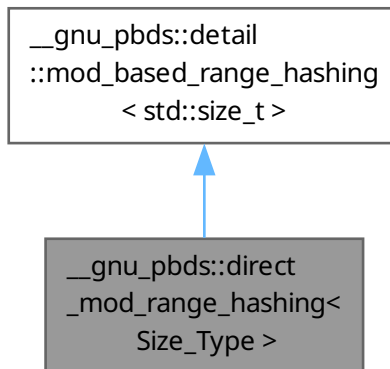 __gnu_pbds::detail
::mod_based_range_hashing
< std::size_t >
__gnu_pbds::direct
_mod_range_hashing<
Size_Type >